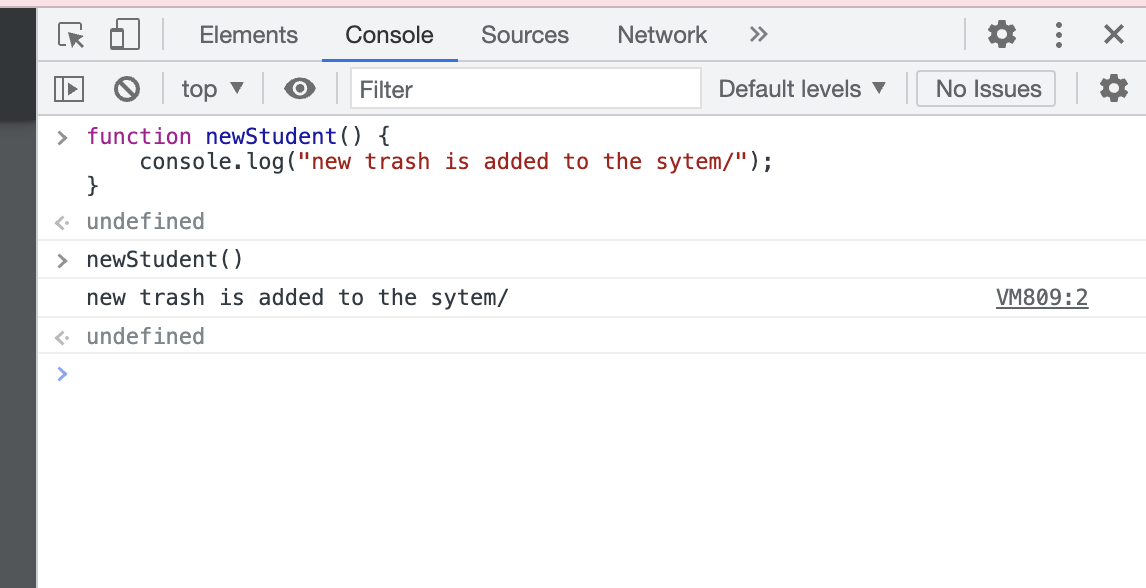 Elements Console Sources Network
top Filter Default levels No Issues
function newStudent() {
    console.log("new trash is added to the sytem/");
}
undefined
newStudent()
new trash is added to the sytem/ VM809:2
undefined